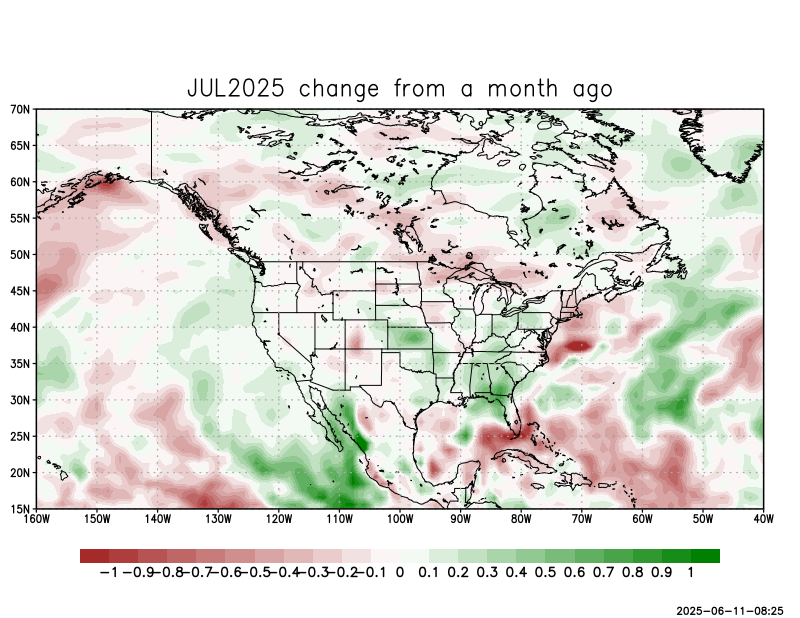 JUL2025 change from a month ago
70N
65N
60N
55N
50N
45N
40N
35N
30N
25N
20N
15N
160W 150W 140W 130W 120W 110W 100W 90W 80W 70W 60W 50W 40W
-1 -0.9 -0.8 -0.7 -0.6 -0.5 -0.4 -0.3 -0.2 -0.1 0 0.1 0.2 0.3 0.4 0.5 0.6 0.7 0.8 0.9 1
2025-06-11-08:25